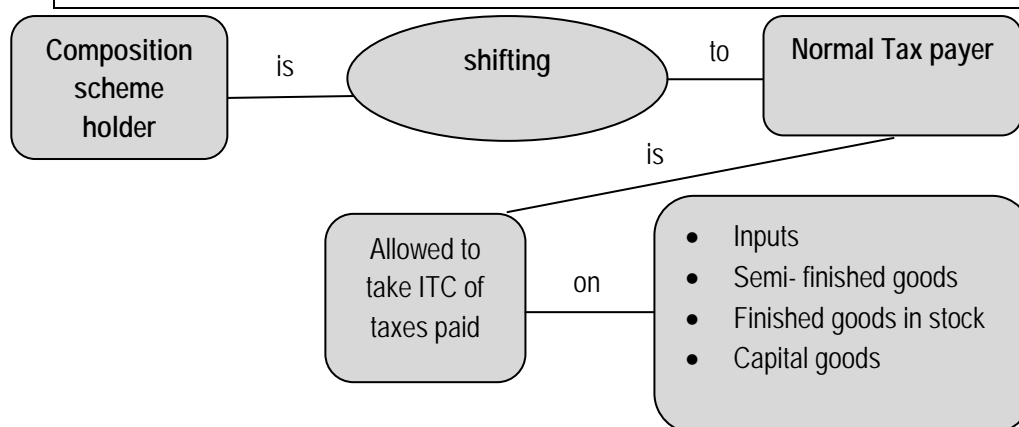 Composition
scheme
holder
is
shifting
to
Normal Tax payer
is
Allowed to
take ITC of
taxes paid
on
• Inputs
• Semi- finished goods
• Finished goods in stock
• Capital goods